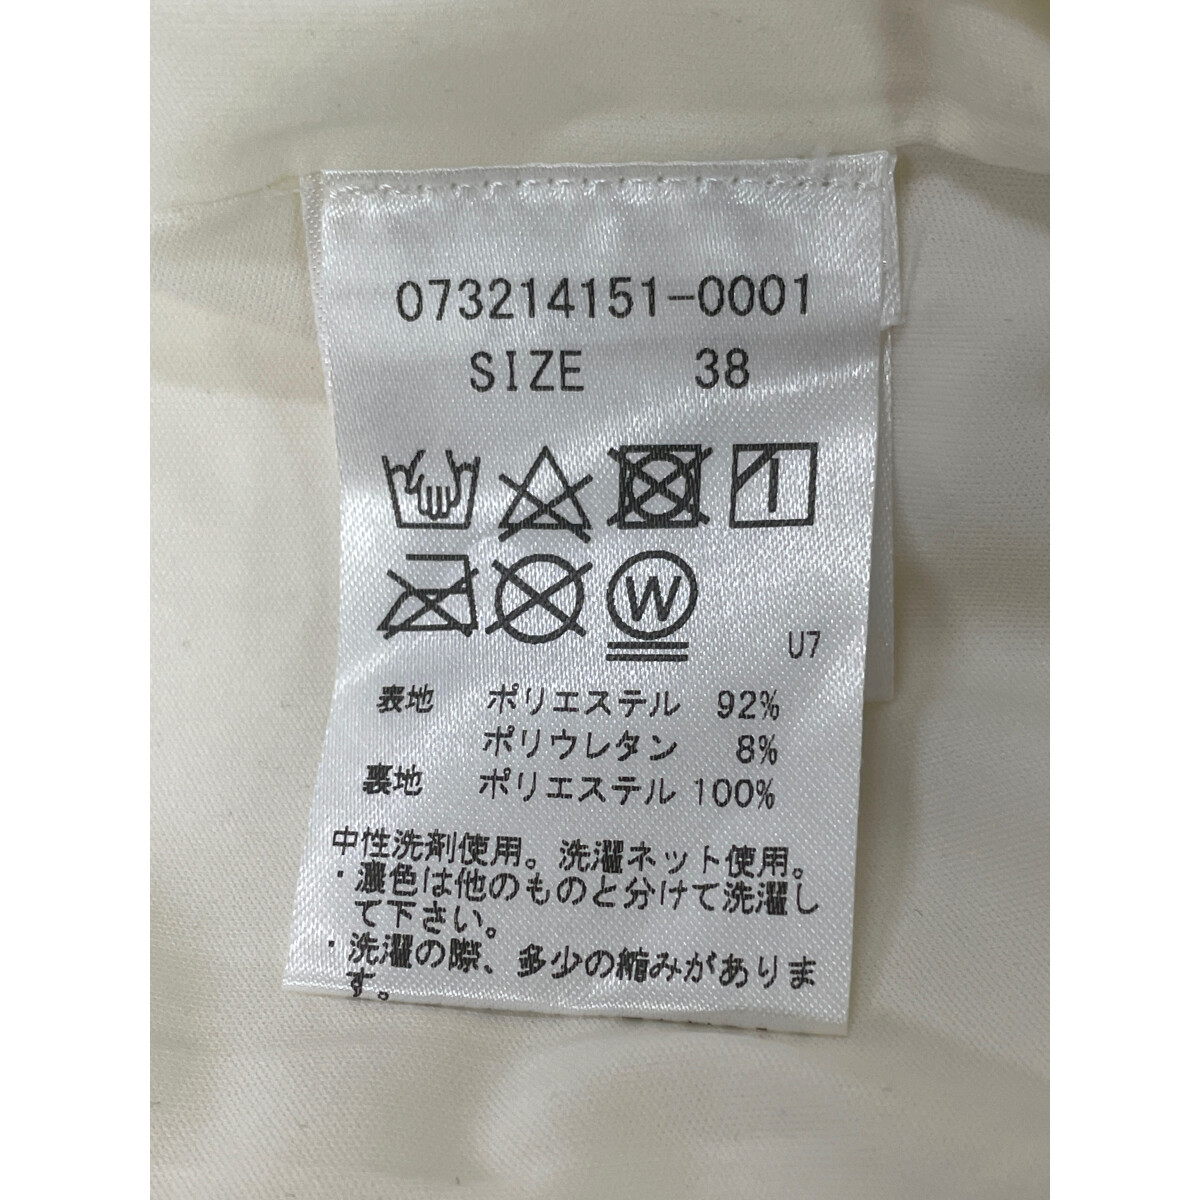 073214151-0001
SIZE 38
W
U7
表地 ポリエステル 92%
ポリウレタン 8%
裏地 ポリエステル 100%
中性洗剤使用。洗濯ネット使用。
・濃色は他のものと分けて洗濯し
て下さい。
・洗濯の際、多少の縮みがありま
す。